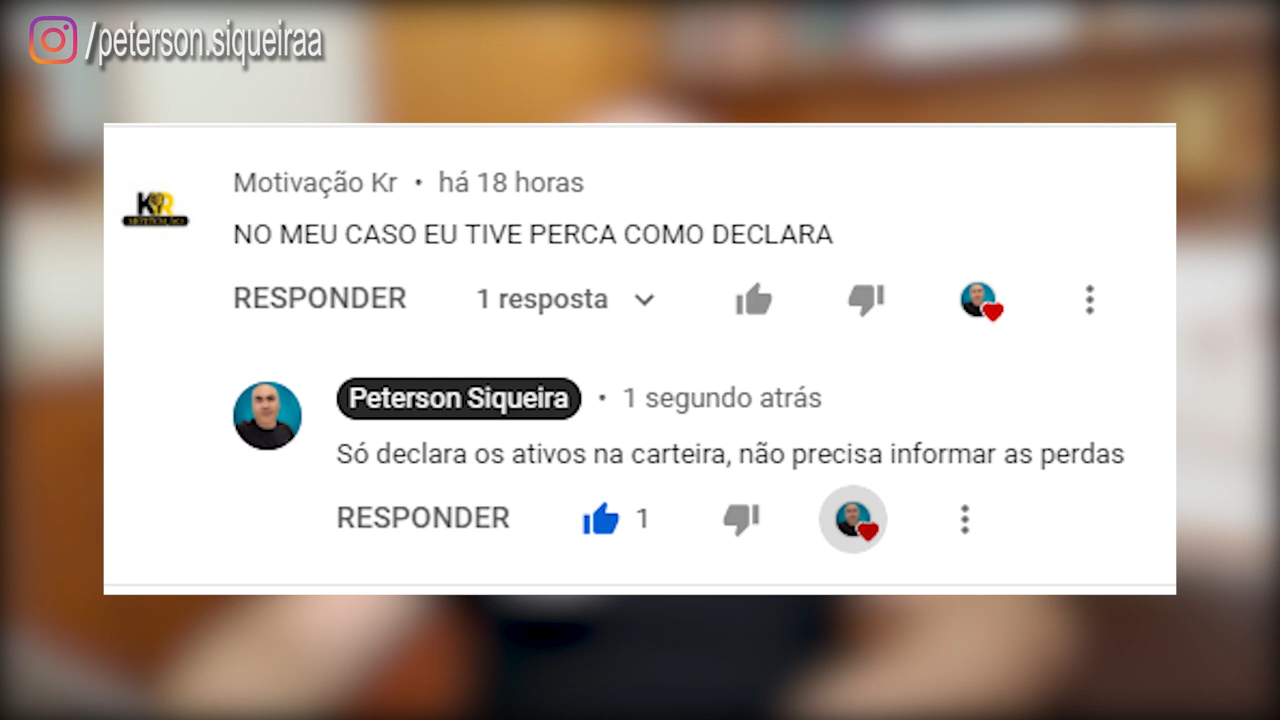 /peterson.siqueiraa
Motivação Kr • há 18 horas
KR
NO MEU CASO EU TIVE PERCA COMO DECLARA
RESPONDER 1 resposta
Peterson Siqueira • 1 segundo atrás
Só declara os ativos na carteira, não precisa informar as perdas
RESPONDER 1